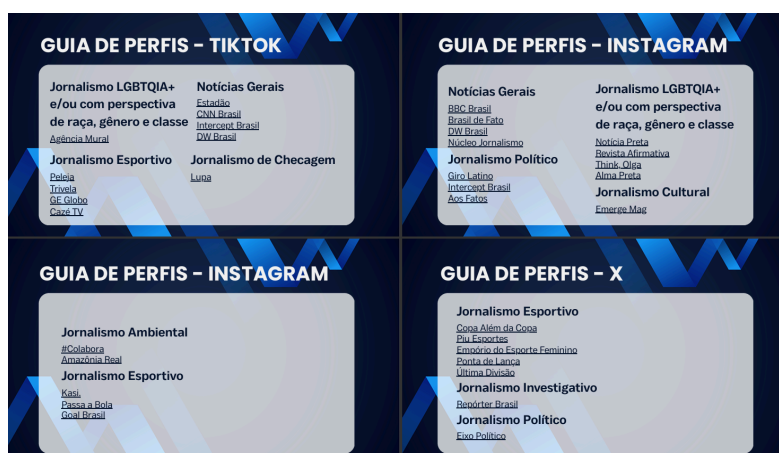 GUIA DE PERFIS - TIKTOK
Jornalismo LGBTQIA+
e/ou com perspectiva
de raça, gênero e classe
Agência Mural
Jornalismo Esportivo
Peleja
Trivela
GE Globo
Cazé TV
Notícias Gerais
Estadão
CNN Brasil
Intercept Brasil
DW Brasil
Jornalismo de Checagem
Lupa
GUIA DE PERFIS - INSTAGRAM
Notícias Gerais
BBC Brasil
Brasil de Fato
DW Brasil
Núcleo Jornalismo
Jornalismo Político
Giro Latino
Intercept Brasil
Aos Fatos
Jornalismo LGBTQIA+
e/ou com perspectiva
de raça, gênero e classe
Notícia Preta
Revista Afirmativa
Think, Olga
Alma Preta
Jornalismo Cultural
Emerge Mag
GUIA DE PERFIS - INSTAGRAM
Jornalismo Ambiental
#Colabora
Amazônia Real
Jornalismo Esportivo
Kasi.
Passa a Bola
Goal Brasil
GUIA DE PERFIS - X
Jornalismo Esportivo
Copa Além da Copa
Piu Esportes
Empório do Esporte Feminino
Ponta de Lança
Última Divisão
Jornalismo Investigativo
Repórter Brasil
Jornalismo Político
Eixo Político